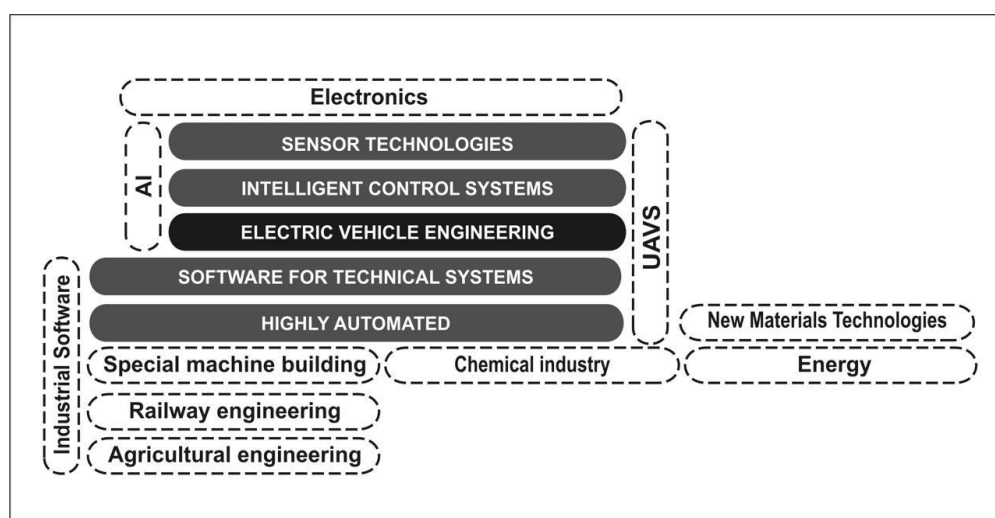 Electronics
AI
SENSOR TECHNOLOGIES
INTELLIGENT CONTROL SYSTEMS
ELECTRIC VEHICLE ENGINEERING
UAVS
Industrial Software
SOFTWARE FOR TECHNICAL SYSTEMS
HIGHLY AUTOMATED
New Materials Technologies
Special machine building
Chemical industry
Energy
Railway engineering
Agricultural engineering